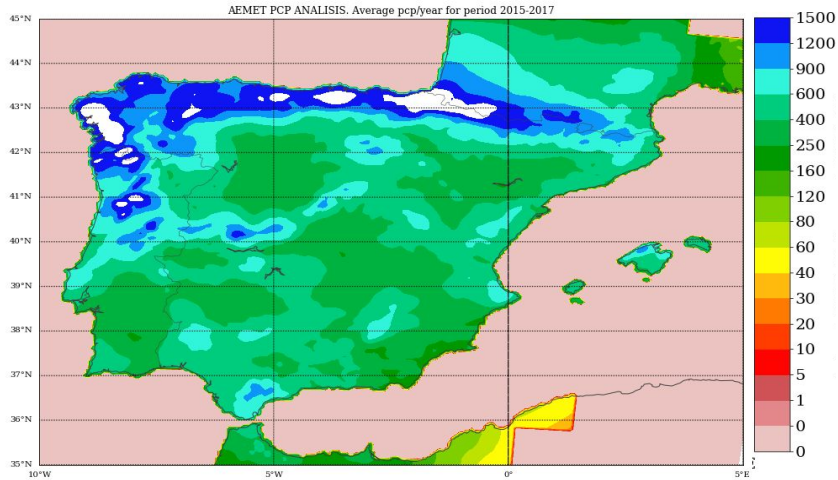 AEMET PCP ANALISIS. Average pcp/year for period 2015-2017
45°N
44°N
43°N
42°N
41°N
40°N
39°N
38°N
37°N
36°N
35°N
10°W
5°W
0°
5°E
1500
1200
900
600
400
250
160
120
80
60
40
30
20
10
5
1
0
0